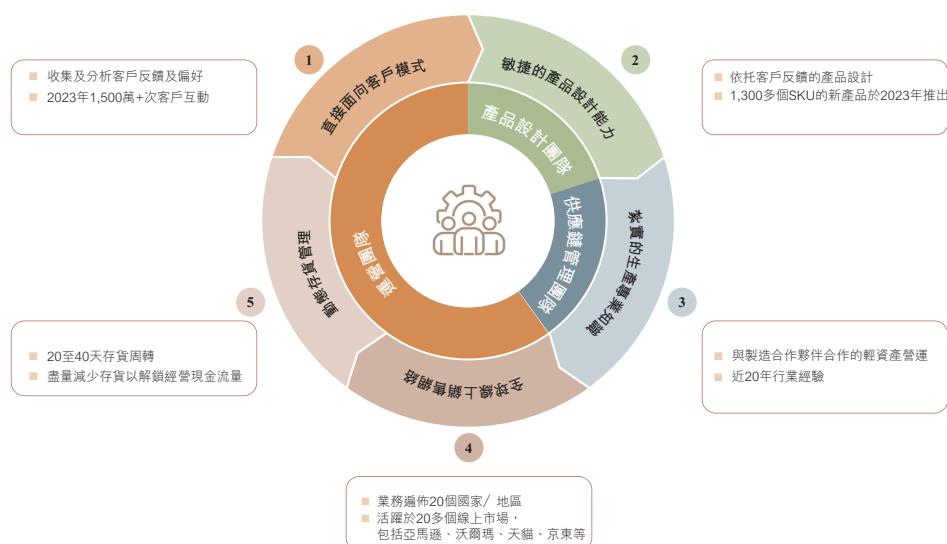 1
直接面向客戶模式
收集及分析客戶反饋及偏好
2023年1,500萬+次客戶互動
2
敏捷的產品設計能力
依托客戶反饋的產品設計
1,300多個SKU的新產品於2023年推出
產品設計團隊
供應鏈管理團隊
運營團隊
3
紮實的生產專業知識
與製造合作夥伴合作的輕資產營運
近20年行業經驗
5
動態存貨管理
20至40天存貨周轉
盡量減少存貨以解鎖經營現金流量
全球線上銷售網絡
4
業務遍佈20個國家/ 地區
活躍於20多個線上市場，
包括亞馬遜、沃爾瑪、天貓、京東等